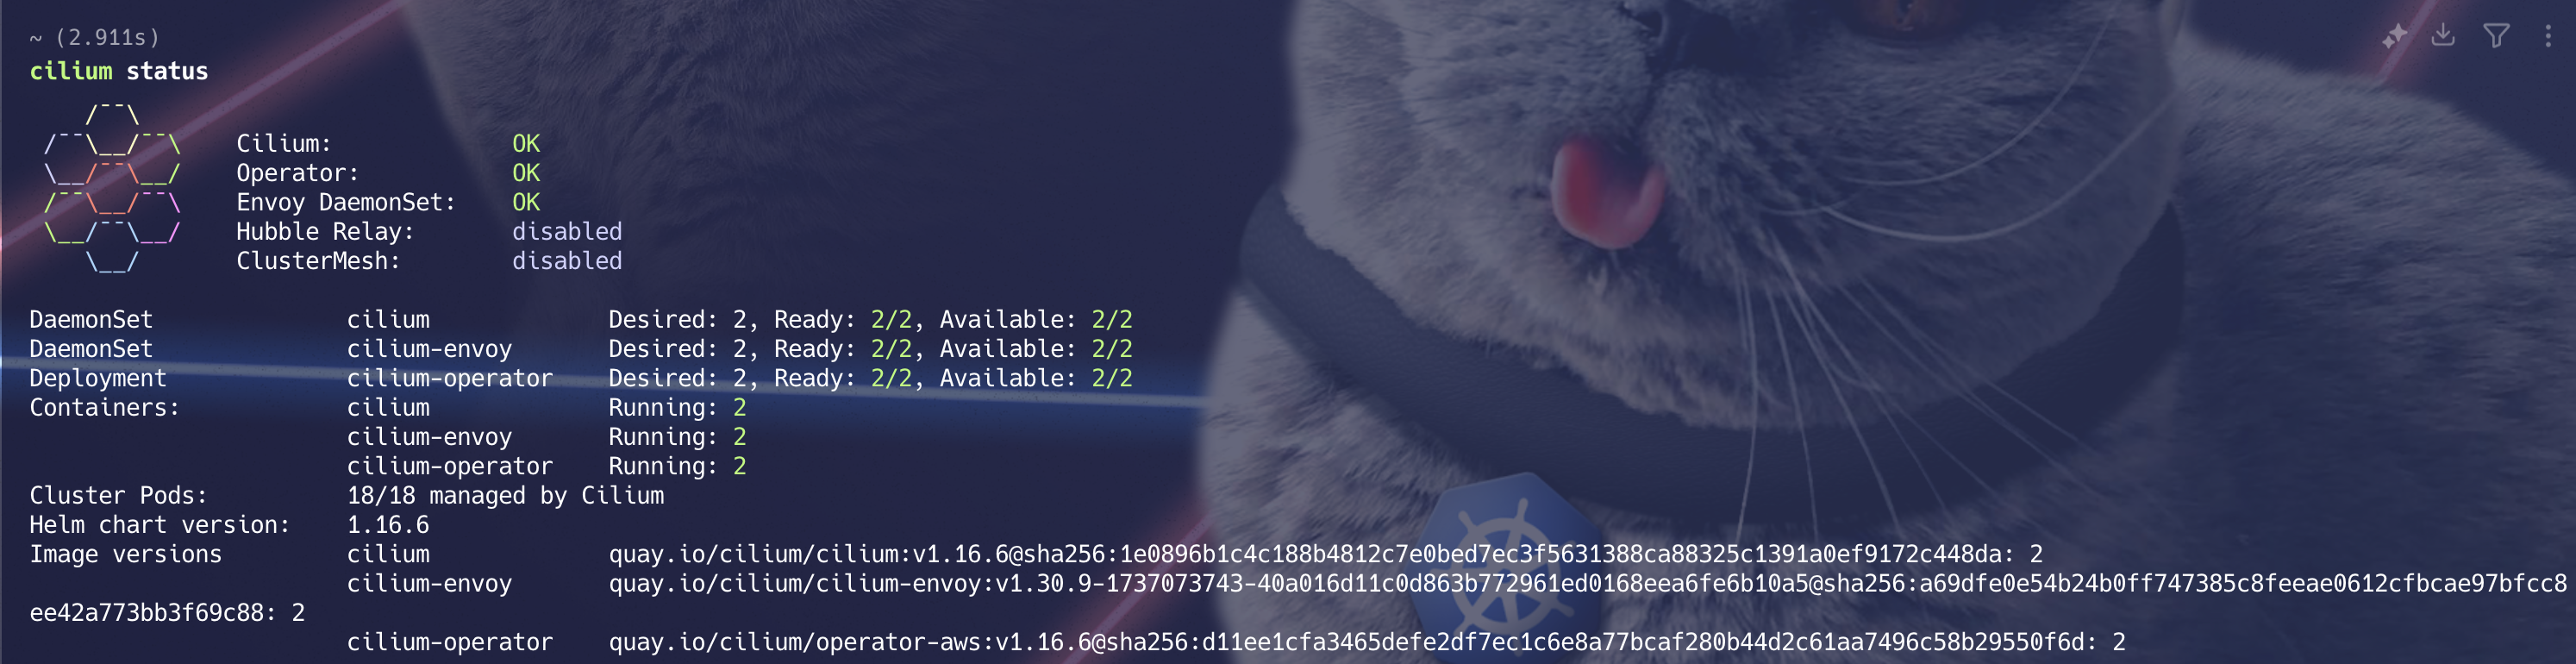 ~ (2.911s)
cilium status
    /¯¯\
 /¯¯\__/¯¯\    Cilium:             OK
 \__/¯¯\__/    Operator:           OK
 /¯¯\__/¯¯\    Envoy DaemonSet:    OK
 \__/¯¯\__/    Hubble Relay:       disabled
    \__/       ClusterMesh:        disabled
DaemonSet              cilium             Desired: 2, Ready: 2/2, Available: 2/2
DaemonSet              cilium-envoy       Desired: 2, Ready: 2/2, Available: 2/2
Deployment             cilium-operator    Desired: 2, Ready: 2/2, Available: 2/2
Containers:            cilium             Running: 2
                       cilium-envoy       Running: 2
                       cilium-operator    Running: 2
Cluster Pods:          18/18 managed by Cilium
Helm chart version:    1.16.6
Image versions         cilium             quay.io/cilium/cilium:v1.16.6@sha256:1e0896b1c4c188b4812c7e0bed7ec3f5631388ca88325c1391a0ef9172c448da: 2
                       cilium-envoy       quay.io/cilium/cilium-envoy:v1.30.9-1737073743-40a016d11c0d863b772961ed0168eea6fe6b10a5@sha256:a69dfe0e54b24b0ff747385c8feeae0612cfbcae97bfcc8
ee42a773bb3f69c88: 2
                       cilium-operator    quay.io/cilium/operator-aws:v1.16.6@sha256:d11ee1cfa3465defe2df7ec1c6e8a77bcaf280b44d2c61aa7496c58b29550f6d: 2